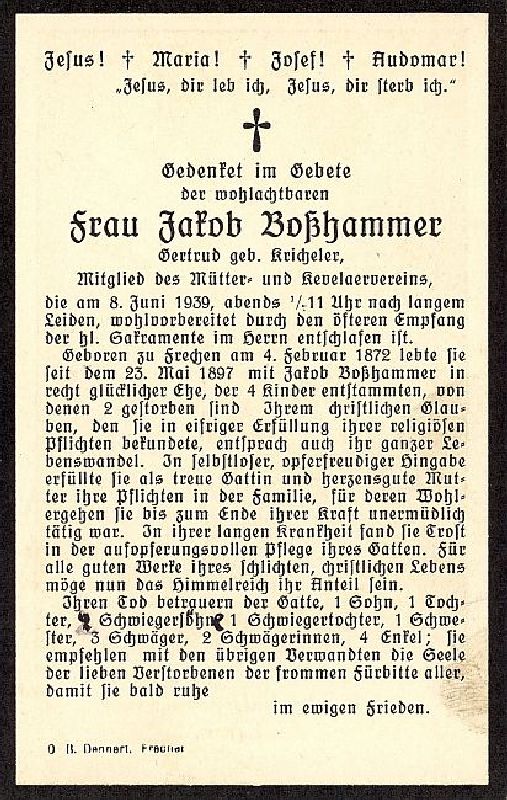 Jesus! † Maria! † Josef! † Audomar!
„Jesus, dir leb ich, Jesus, dir sterb ich.“
Gedenket im Gebete
der wohlachtbaren
Frau Jakob Boßhammer
Gertrud geb. Kricheler,
Mitglied des Mütter- und Kevelaervereins,
die am 8. Juni 1939, abends 11 Uhr nach langem
Leiden, wohlvorbereitet durch den öfteren Empfang
der hl. Sakramente im Herrn entschlafen ist.
Geboren zu Frechen am 4. Februar 1872 lebte sie
seit dem 23. Mai 1897 mit Jakob Boßhammer in
recht glücklicher Ehe, der 4 Kinder entstammten, von
denen 2 gestorben sind Ihrem christlichen Glau-
ben, den sie in eifriger Erfüllung ihrer religiösen
Pflichten bekundete, entsprach auch ihr ganzer Le-
benswandel. In selbstloser, opferfreudiger Hingabe
erfüllte sie als treue Gattin und herzensgute Mut-
ter ihre Pflichten in der Familie, für deren Wohl-
ergehen sie bis zum Ende ihrer Kraft unermüdlich
tätig war. In ihrer langen Krankheit fand sie Trost
in der aufopferungsvollen Pflege ihres Gatten. Für
alle guten Werke ihres schlichten, christlichen Lebens
möge nun das Himmelreich ihr Anteil sein.
Ihren Tod betrauern der Gatte, 1 Sohn, 1 Toch-
ter, Schwiegersohn 1 Schwiegertochter, 1 Schwe-
ster, 3 Schwäger, 2 Schwägerinnen, 4 Enkel; sie
empfehlen mit den übrigen Verwandten die Seele
der lieben Verstorbenen der frommen Fürbitte aller,
damit sie bald ruhe
im ewigen Frieden.
B. Dennert, Frechen